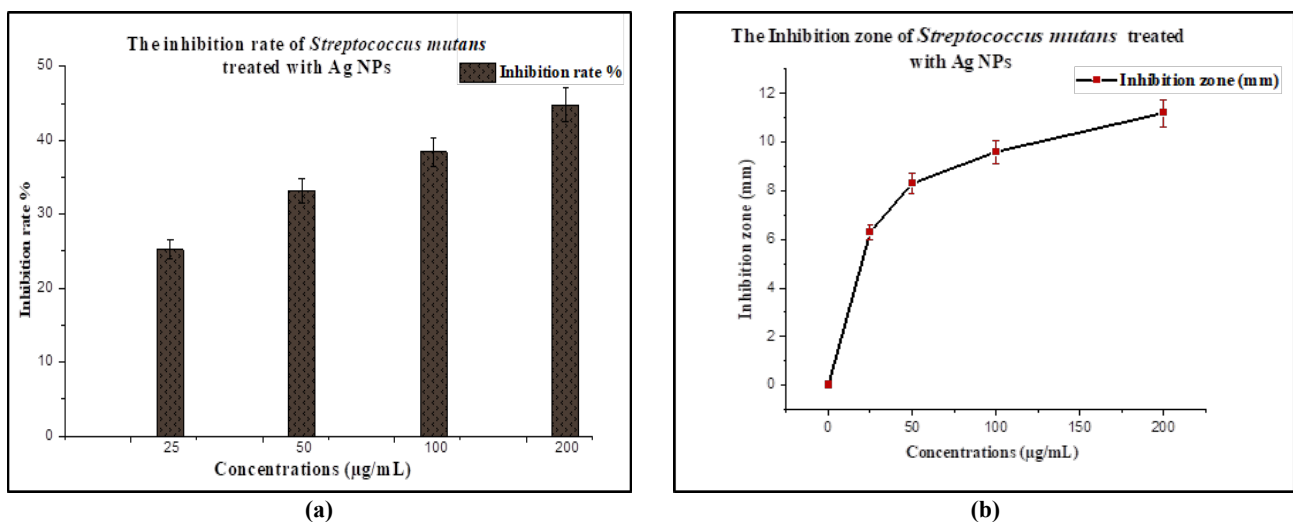 The inhibition rate of Streptococcus mutans
treated with Ag NPs
Inhibition rate %
50
40
30
20
10
0
Inhibition rate %
25 50 100 200
Concentrations (µg/mL)
(a)
The Inhibition zone of Streptococcus mutans treated
with Ag NPs
Inhibition zone (mm)
12
10
8
6
4
2
0
Inhibition zone (mm)
0 50 100 150 200
Concentrations (µg/mL)
(b)